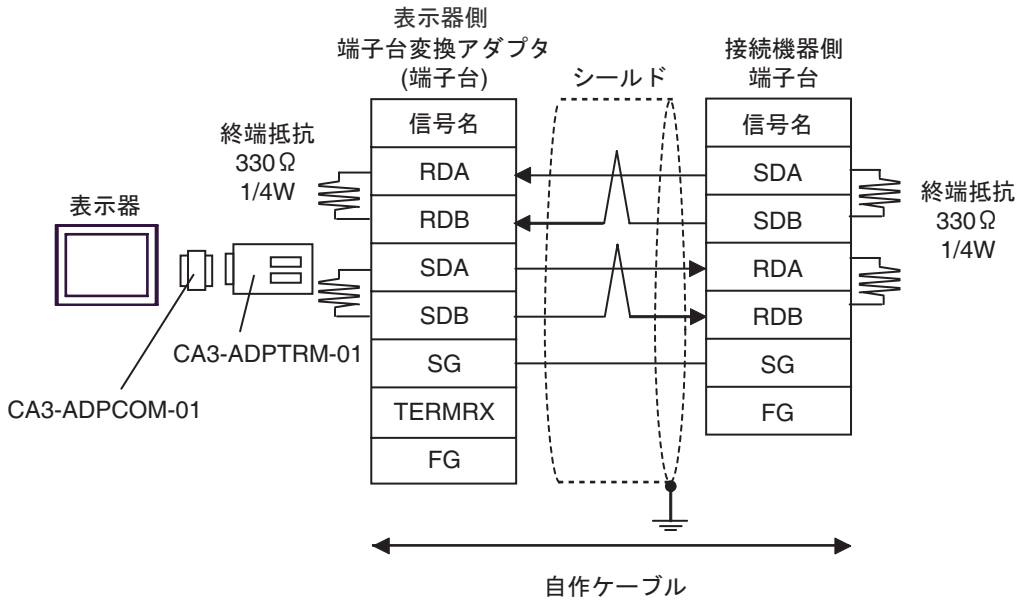 表示器側
端子台変換アダプタ
(端子台)
シールド
接続機器側
端子台
信号名
信号名
終端抵抗
330Ω
1/4W
RDA
SDA
終端抵抗
330Ω
1/4W
RDB
SDB
表示器
SDA
RDA
SDB
RDB
CA3-ADPTRM-01
SG
SG
CA3-ADPCOM-01
TERMRX
FG
FG
自作ケーブル